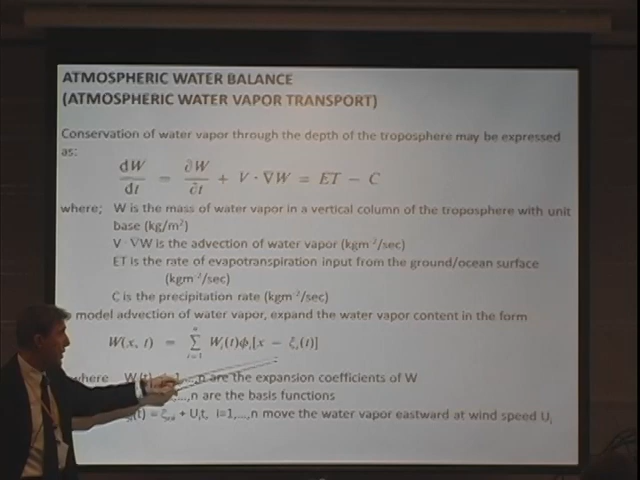 ATMOSPHERIC WATER BALANCE
(ATMOSPHERIC WATER VAPOR TRANSPORT)
Conservation of water vapor through the depth of the troposphere may be expressed
as:
dW/dt = ∂W/∂t + V · ∇W = ET − C
where; W is the mass of water vapor in a vertical column of the troposphere with unit
base (kg/m²)
V · ∇W is the advection of water vapor (kgm⁻²/sec)
ET is the rate of evapotranspiration input from the ground/ocean surface
(kgm⁻²/sec)
C is the precipitation rate (kgm⁻²/sec)
model advection of water vapor, expand the water vapor content in the form
W(x, t) = Σ Wᵢ(t)ϕᵢ[x − ξᵢ(t)]
where Wᵢ(t), ,n are the expansion coefficients of W
,n are the basis functions
(t) = + Uᵢt, i=1,...,n move the water vapor eastward at wind speed Uᵢ